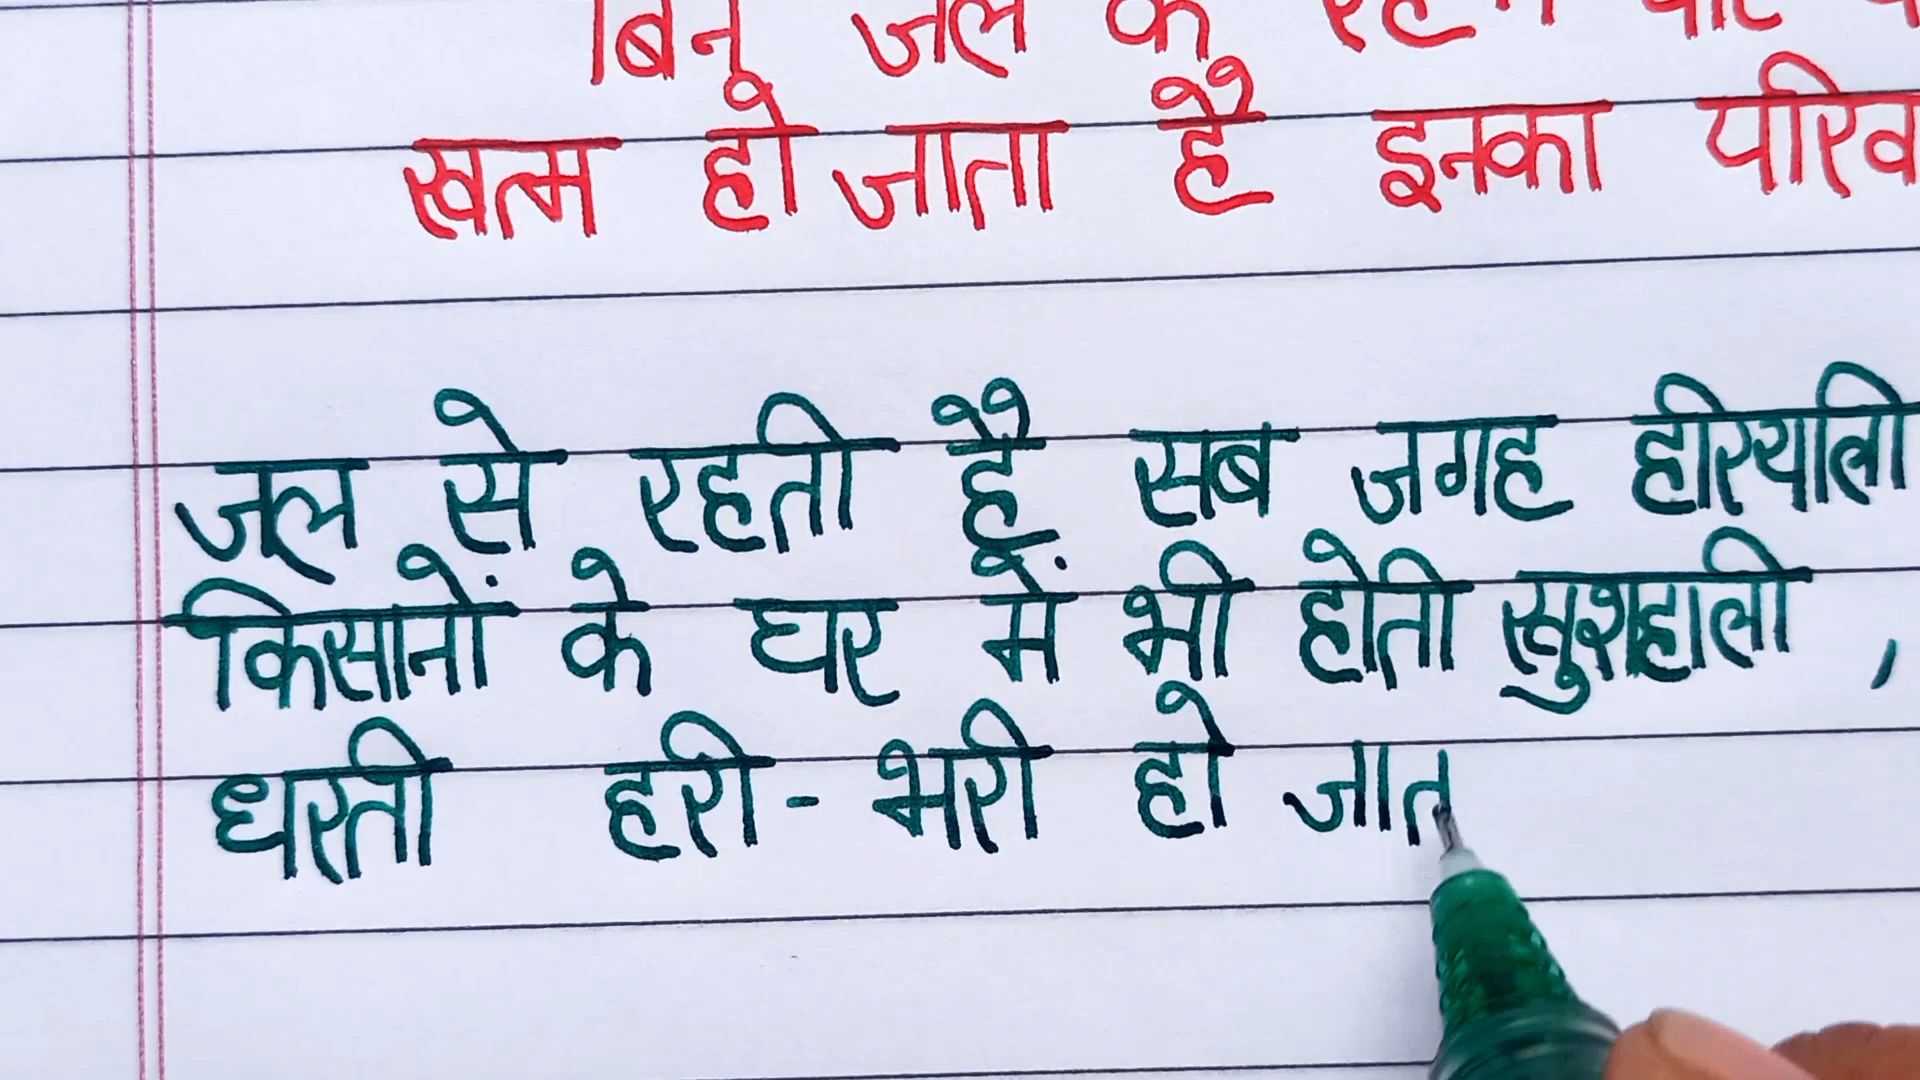 बिनु जल के
खत्म हो जाता है इनका
जल से रहती है सब जगह हरियाली
किसानों के घर में भी होती खुशहाली ,
धरती हरी - भरी हो जात